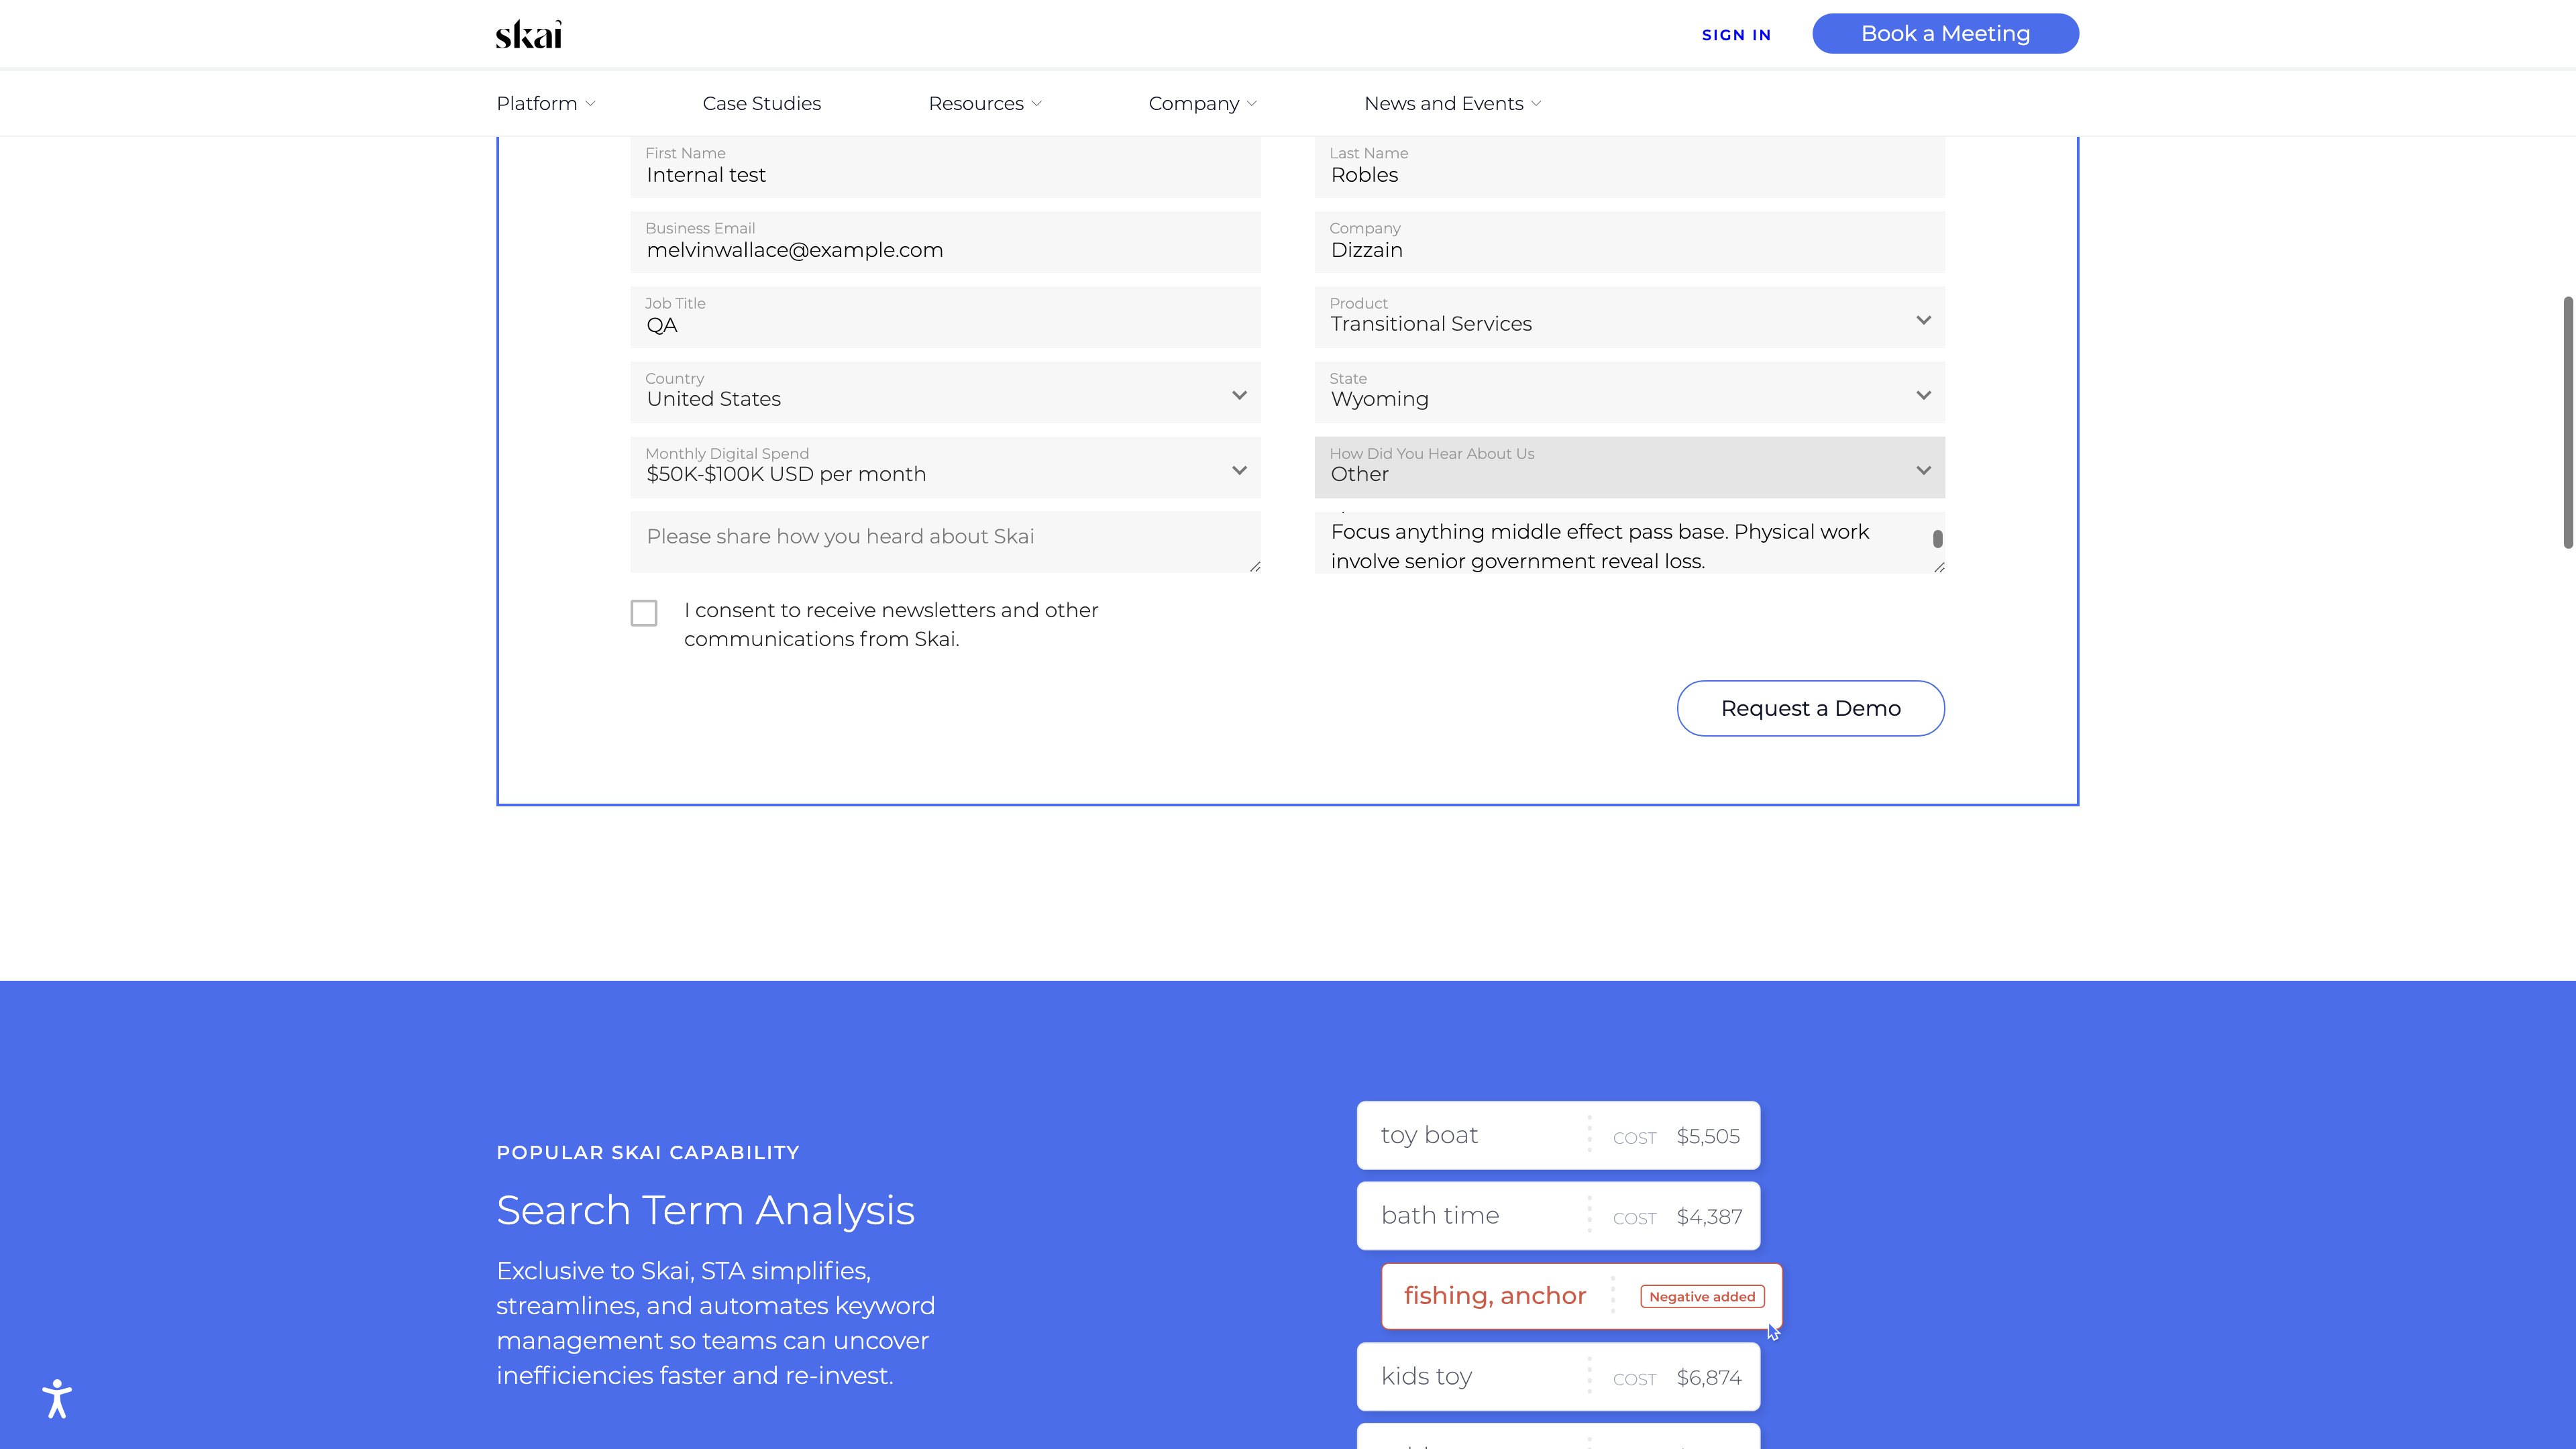 skai
SIGN IN
Book a Meeting
Platform
Case Studies
Resources
Company
News and Events
First Name
Internal test
Last Name
Robles
Business Email
melvinwallace@example.com
Company
Dizzain
Job Title
QA
Product
Transitional Services
Country
United States
State
Wyoming
Monthly Digital Spend
$50K-$100K USD per month
How Did You Hear About Us
Other
Please share how you heard about Skai
Focus anything middle effect pass base. Physical work
involve senior government reveal loss.
I consent to receive newsletters and other
communications from Skai.
Request a Demo
POPULAR SKAI CAPABILITY
Search Term Analysis
Exclusive to Skai, STA simplifies,
streamlines, and automates keyword
management so teams can uncover
inefficiencies faster and re-invest.
toy boat COST $5,505
bath time COST $4,387
fishing, anchor Negative added
kids toy COST $6,874